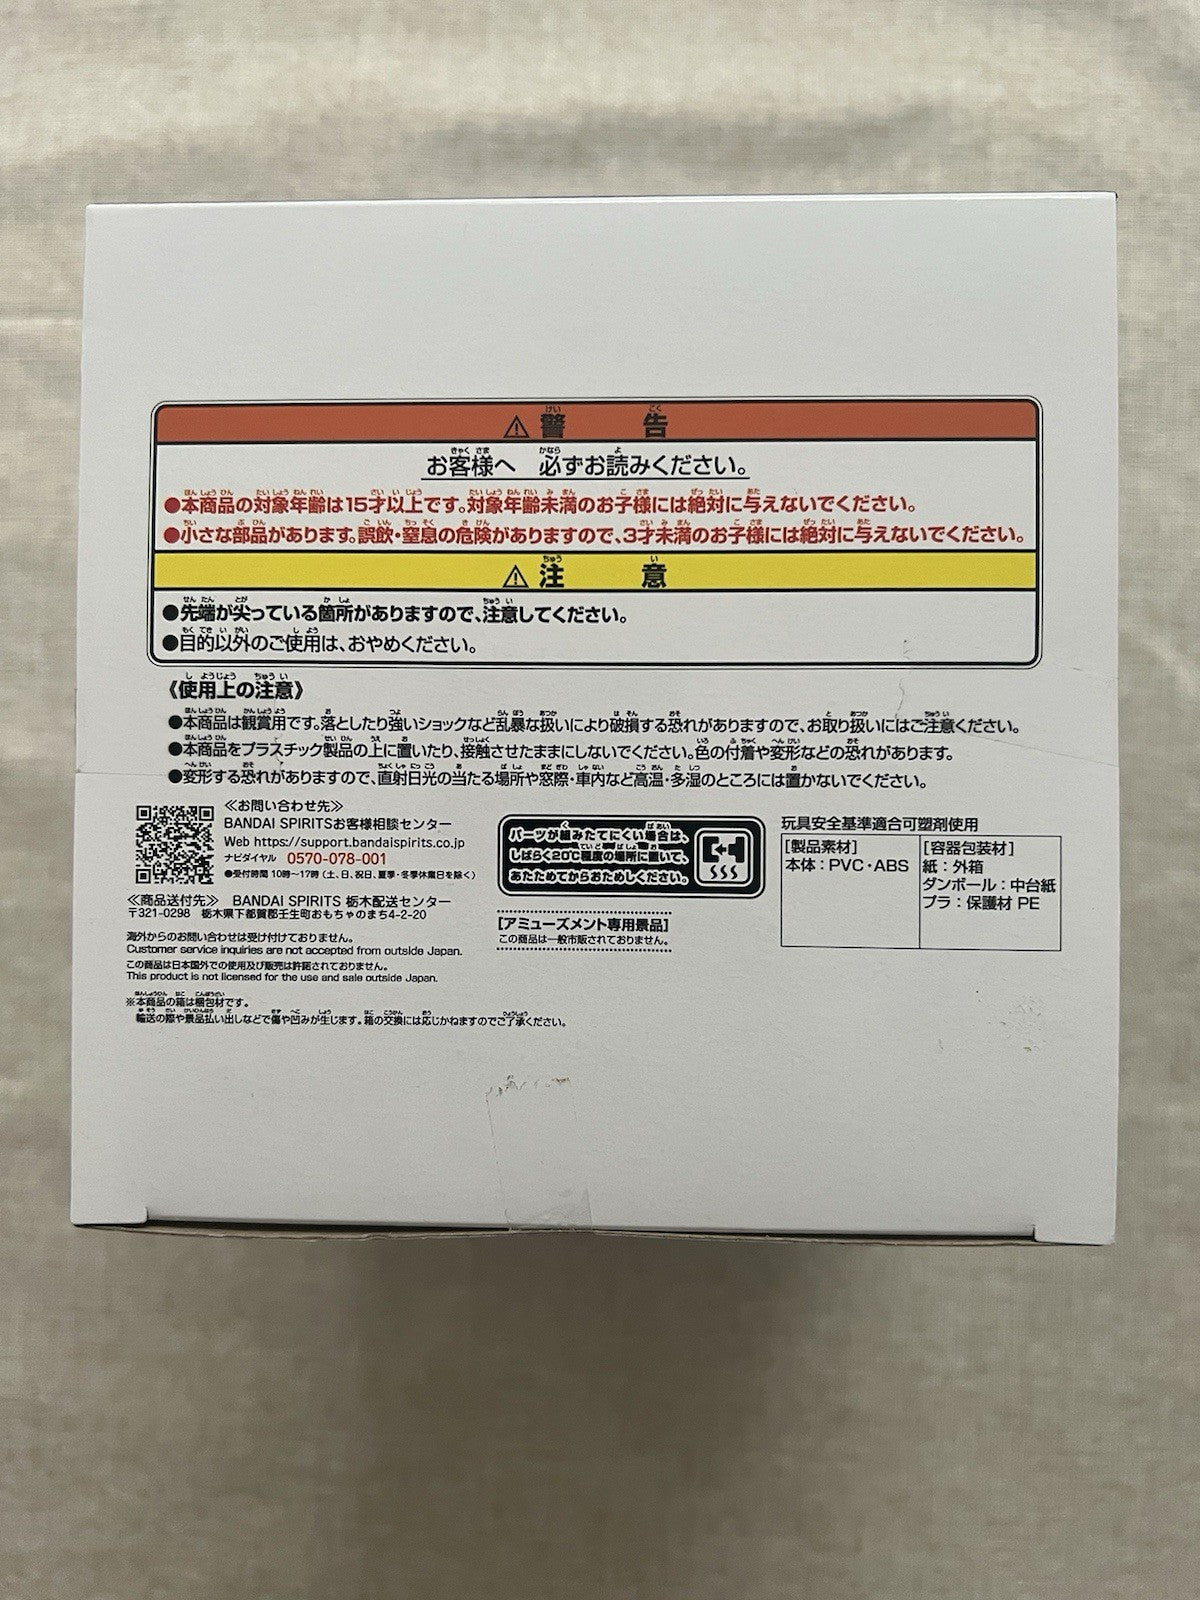 ⚠警告
お客様へ 必ずお読みください。
●本商品の対象年齢は15才以上です。対象年齢未満のお子様には絶対に与えないでください。
●小さな部品があります。誤飲・窒息の危険がありますので、3才未満のお子様には絶対に与えないでください。
⚠注意
●先端が尖っている箇所がありますので、注意してください。
●目的以外のご使用は、おやめください。
《使用上の注意》
●本商品は観賞用です。落としたり強いショックなど乱暴な扱いにより破損する恐れがありますので、お取り扱いにはご注意ください。
●本商品をプラスチック製品の上に置いたり、接触させたままにしないでください。色の付着や変形などの恐れがあります。
●変形する恐れがありますので、直射日光の当たる場所や窓際・車内など高温・多湿のところには置かないでください。
≪お問い合わせ先≫
BANDAI SPIRITSお客様相談センター
Web https://support.bandaispirits.co.jp
ナビダイヤル 0570-078-001
●受付時間 10時〜17時 (土、日、祝日、夏季・冬季休業日を除く)
≪商品送付先≫ BANDAI SPIRITS 栃木配送センター
〒321-0298 栃木県下都賀郡壬生町おもちゃのまち4-2-20
海外からのお問い合わせは受け付けておりません。
Customer service inquiries are not accepted from outside Japan.
この商品は日本国外での使用及び販売は許諾されておりません。
This product is not licensed for the use and sale outside Japan.
※本商品の箱は梱包材です。
輸送の際や景品払い出しなどで傷や凹みが生じます。箱の交換には応じかねますのでご了承ください。
パーツが組みたてにくい場合は、
しばらく20℃程度の場所に置いて、
あたためてからおためしください。
[アミューズメント専用景品]
この商品は一般市販されておりません。
玩具安全基準適合可塑剤使用
[製品素材]
本体：PVC・ABS
[容器包装材]
紙：外箱
ダンボール：中台紙
プラ：保護材 PE